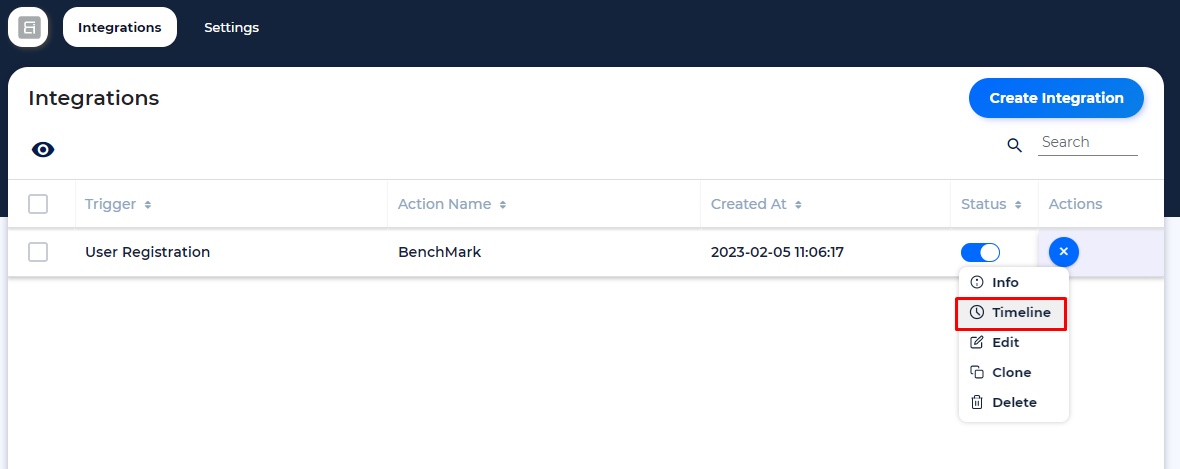 Integrations Settings
Integrations
Create Integration
Search
Trigger Action Name Created At Status Actions
User Registration BenchMark 2023-02-05 11:06:17
Info
Timeline
Edit
Clone
Delete